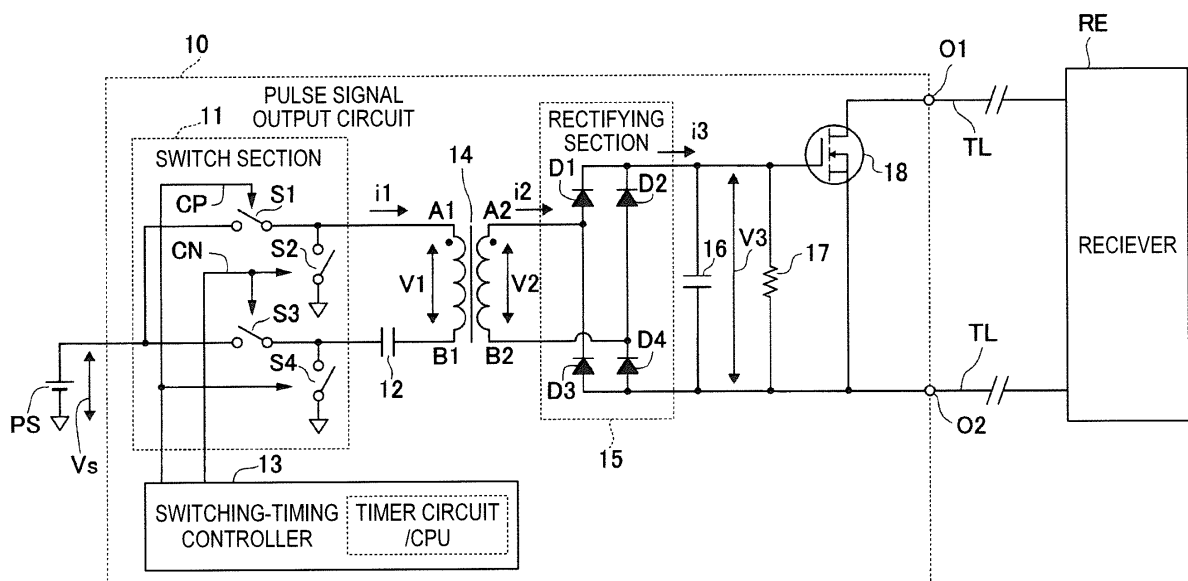 10
O1
RE
PULSE SIGNAL
OUTPUT CIRCUIT
11
SWITCH SECTION
RECTIFYING
SECTION
i3
TL
18
14
CP
S1
i1
A1
A2
i2
D1
D2
CN
S2
V1
V2
16
V3
17
RECIEVER
S3
S4
12
B1
B2
D3
D4
TL
PS
Vs
O2
15
13
SWITCHING-TIMING
CONTROLLER
TIMER CIRCUIT
/CPU